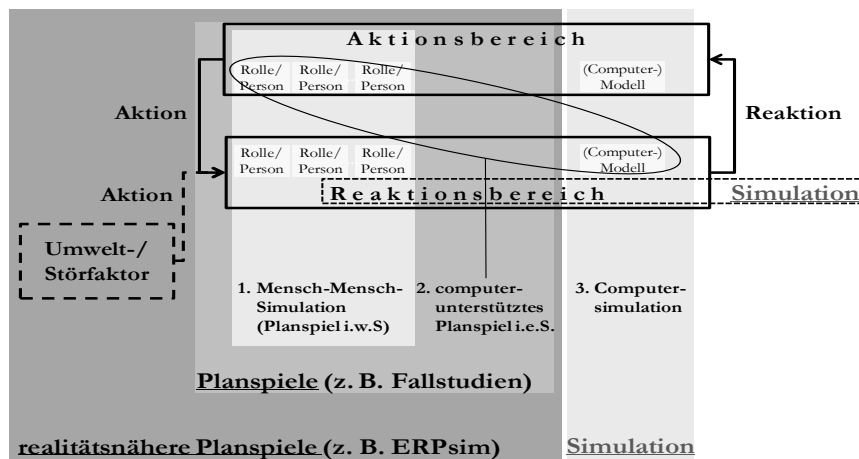 Aktionsbereich
Rolle/ Rolle/ Rolle/ (Computer-)
Person Person Person Modell
Aktion
Reaktion
Rolle/ Rolle/ Rolle/ (Computer-)
Person Person Person Modell
Aktion
Reaktionsbereich
Simulation
Umwelt-/
Störfaktor
1. Mensch-Mensch-
Simulation
(Planspiel i.w.S)
2. computer-
unterstütztes
Planspiel i.e.S.
3. Computer-
simulation
Planspiele (z. B. Fallstudien)
realitätsnähere Planspiele (z. B. ERPsim)
Simulation